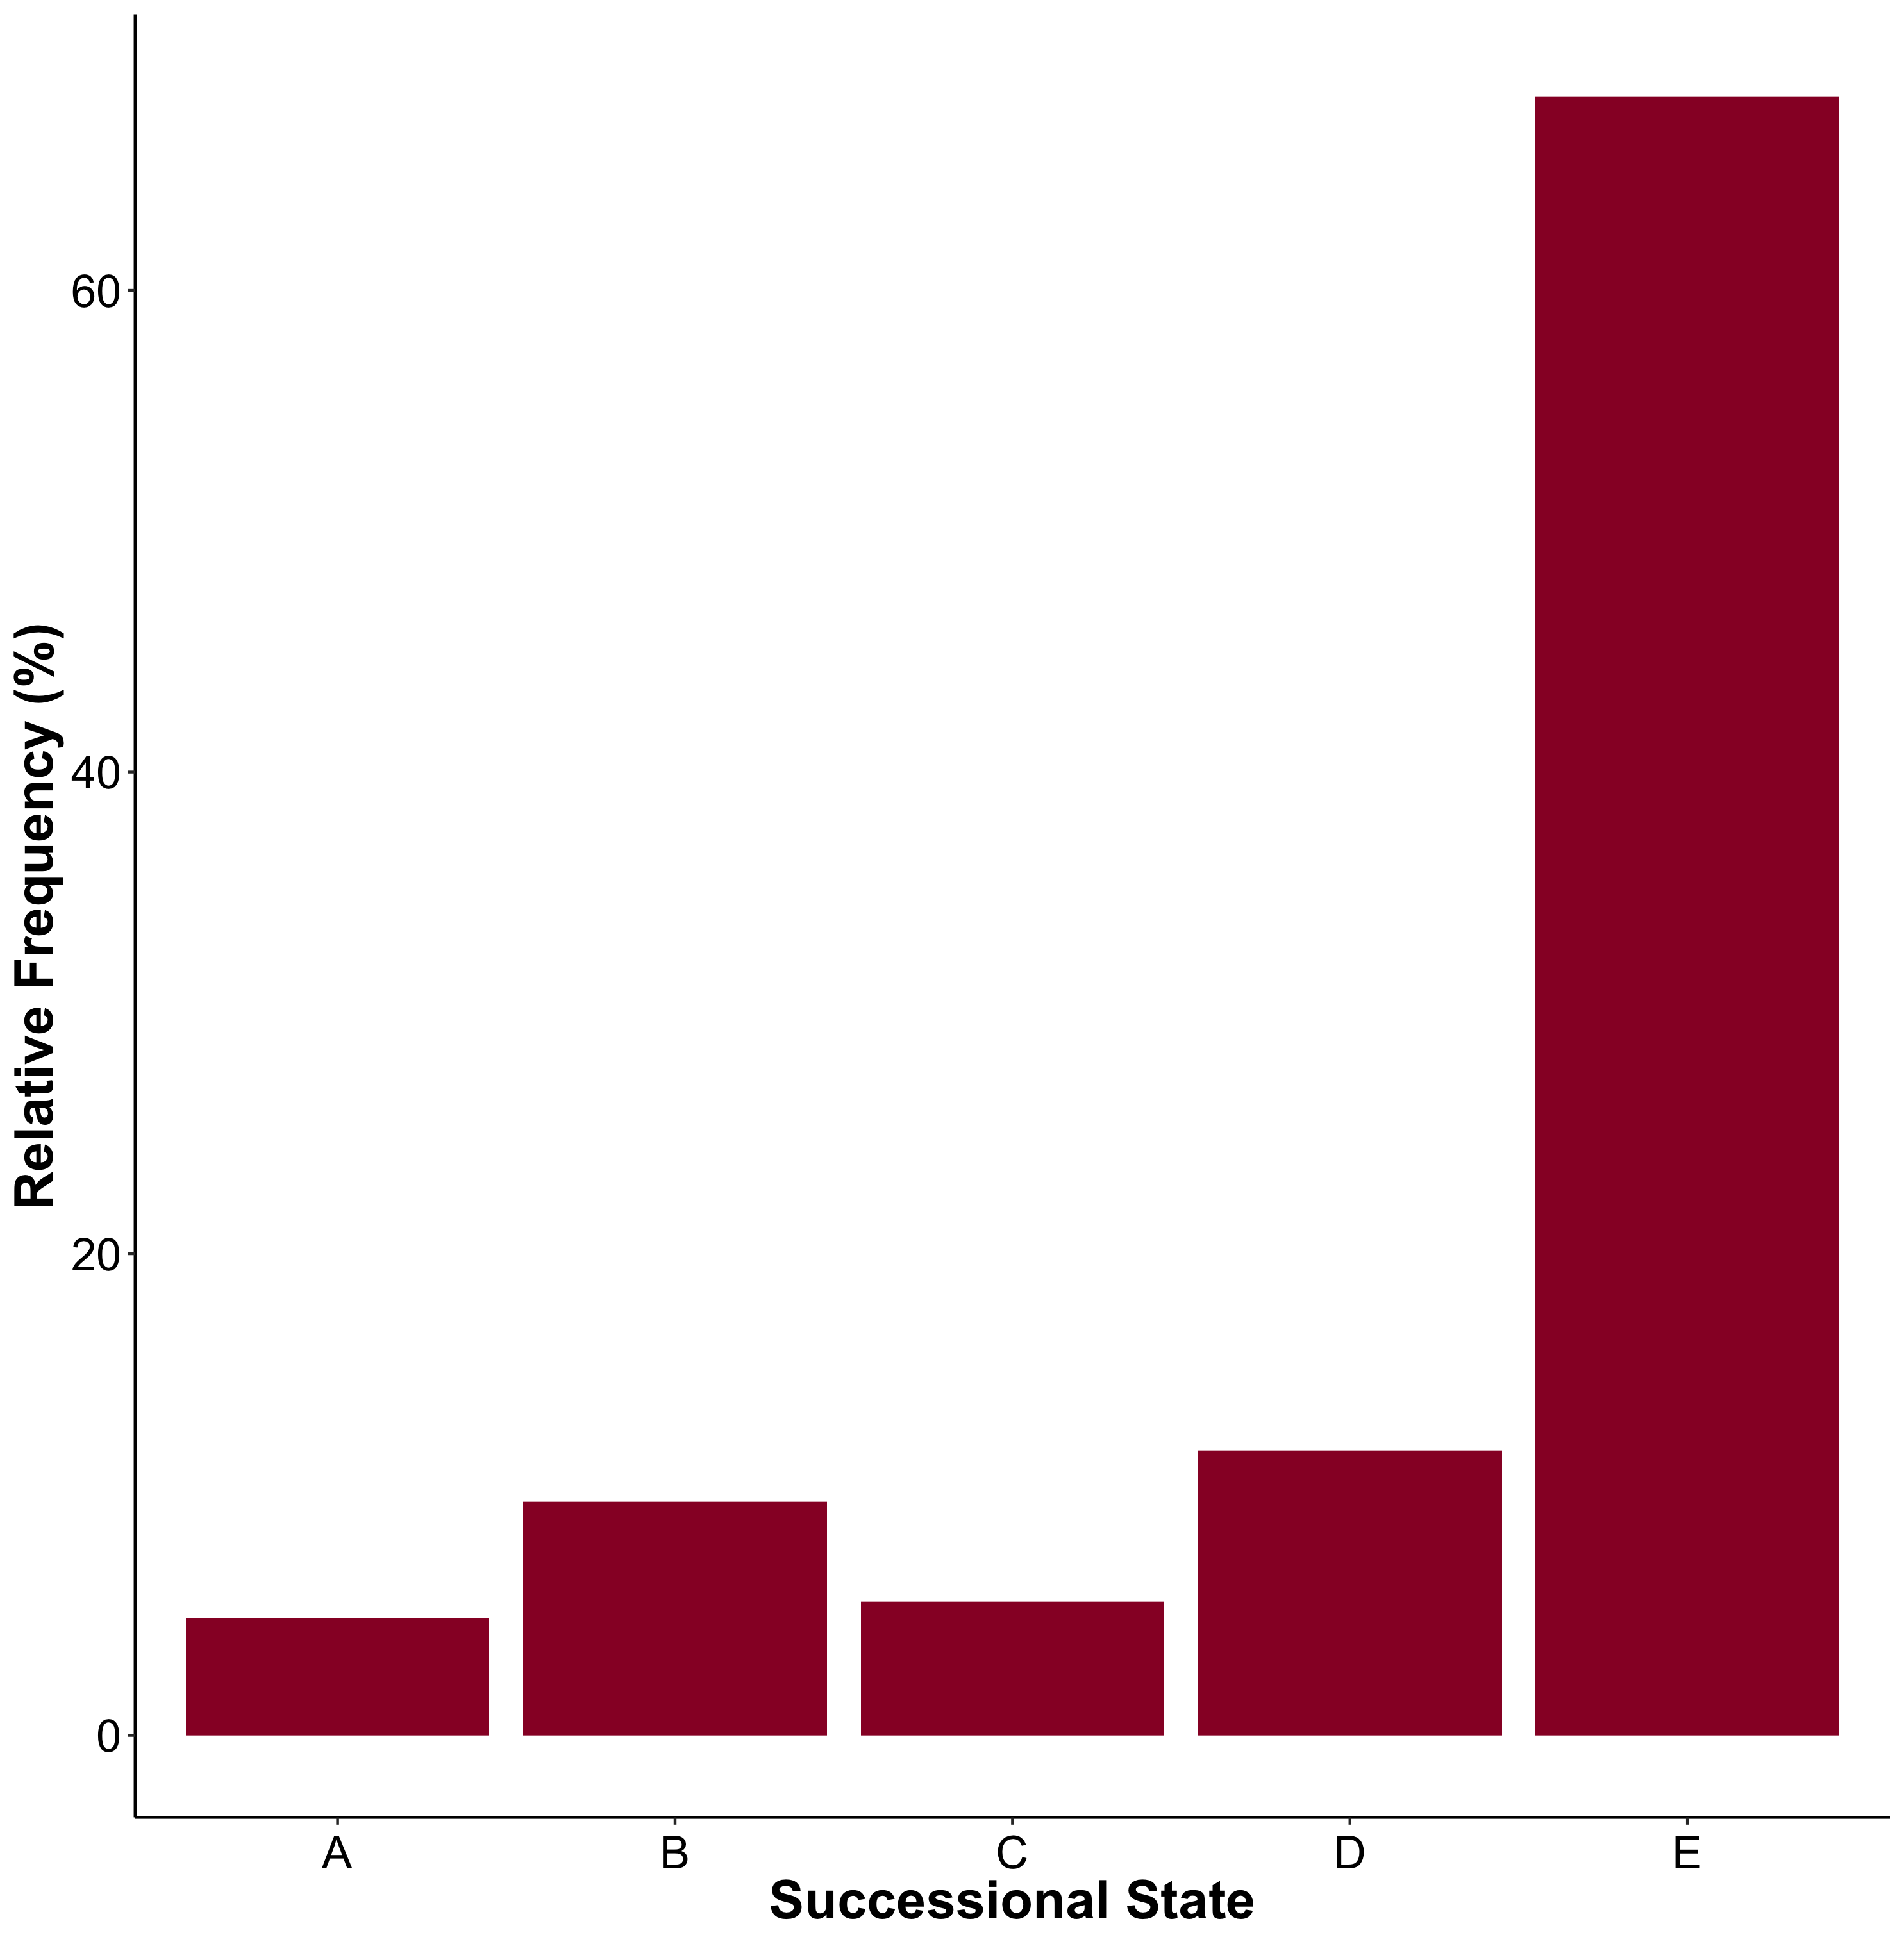 Relative Frequency (%)
60
40
20
0
A B C D E
Successional State